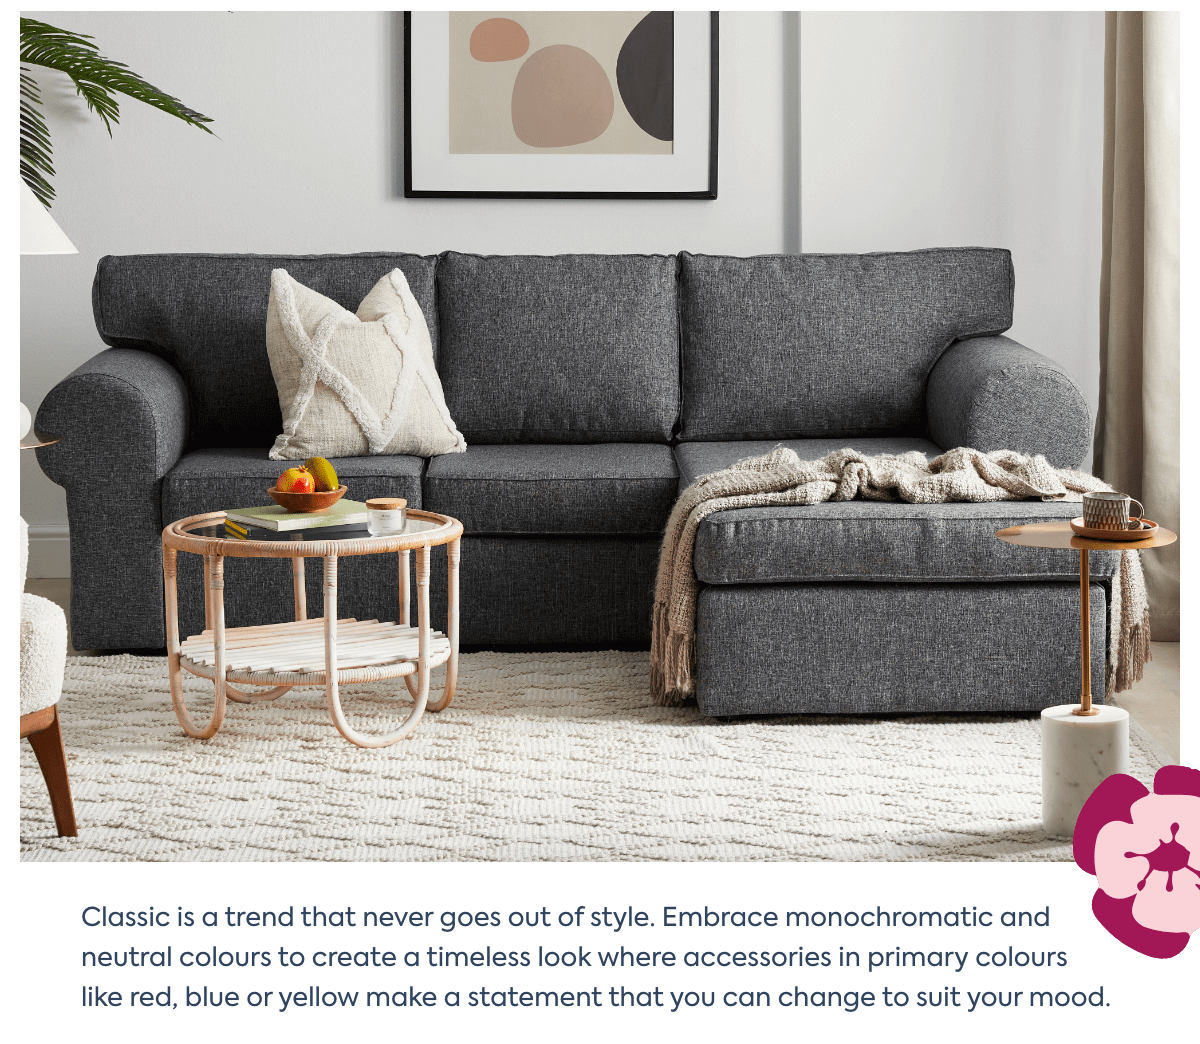 Classic is a trend that never goes out of style. Embrace monochromatic and
neutral colours to create a timeless look where accessories in primary colours
like red, blue or yellow make a statement that you can change to suit your mood.